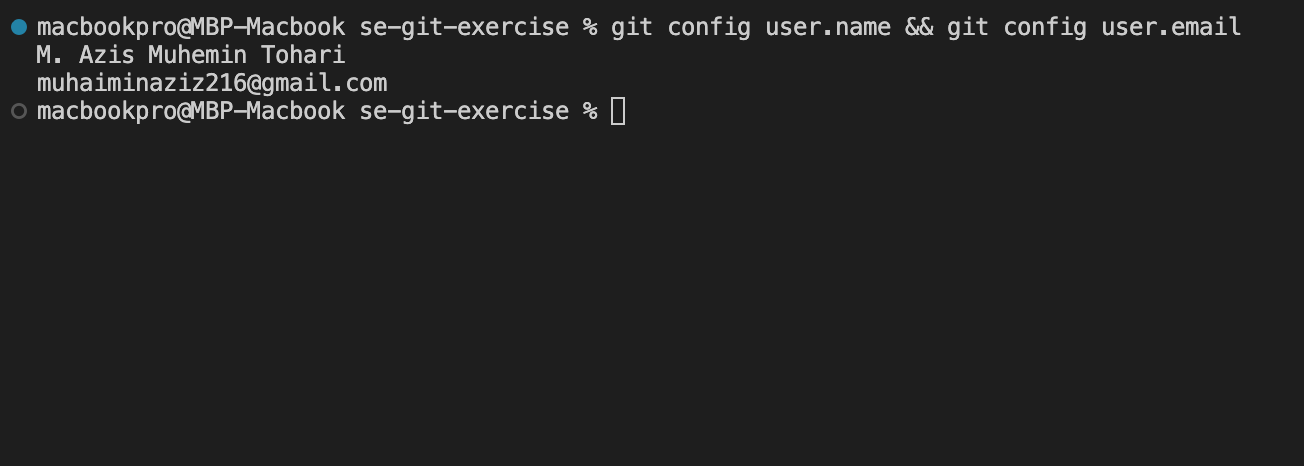 macbookpro@MBP-Macbook se-git-exercise % git config user.name && git config user.email
M. Azis Muhemin Tohari
muhaiminaziz216@gmail.com
macbookpro@MBP-Macbook se-git-exercise %